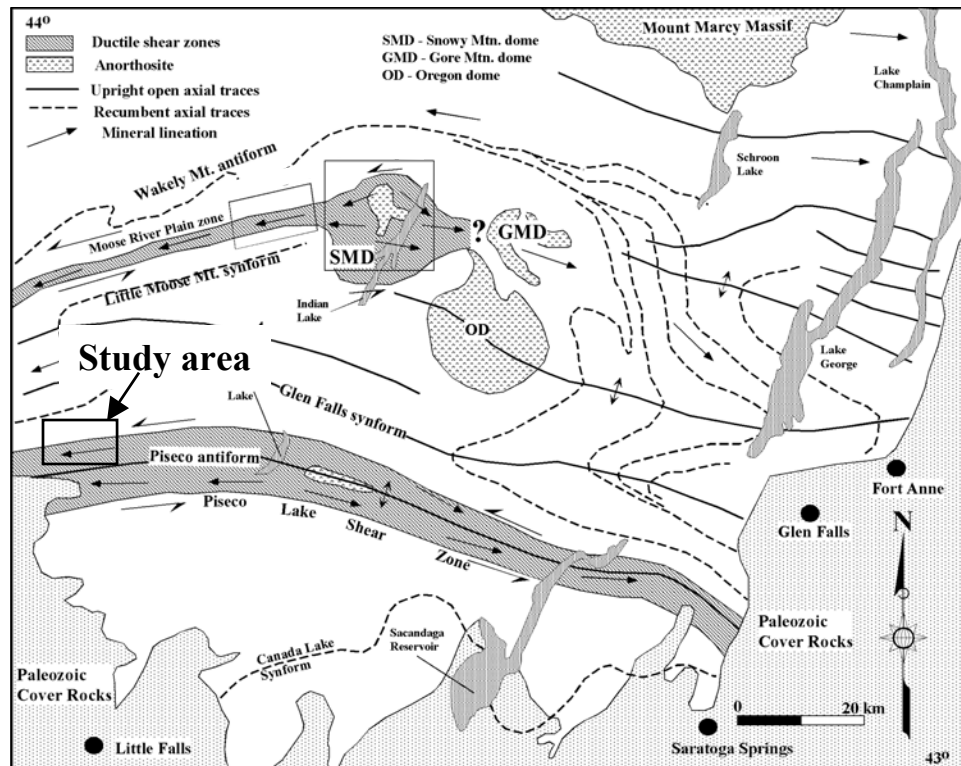 44o
Ductile shear zones
Anorthosite
Upright open axial traces
Recumbent axial traces
Mineral lineation
SMD - Snowy Mtn. dome
GMD - Gore Mtn. dome
OD - Oregon dome
Mount Marcy Massif
Lake
Champlain
Schroon
Lake
Wakely Mt. antiform
Moose River Plain zone
Little Moose Mt. synform
SMD
?
GMD
Indian
Lake
OD
Lake
George
Study area
Lake
Glen Falls synform
Piseco antiform
Piseco Lake Shear Zone
Fort Anne
Glen Falls
N
Paleozoic
Cover Rocks
Sacandaga
Reservoir
Canada Lake
Synform
Paleozoic
Cover Rocks
0 20 km
Little Falls
Saratoga Springs
43o